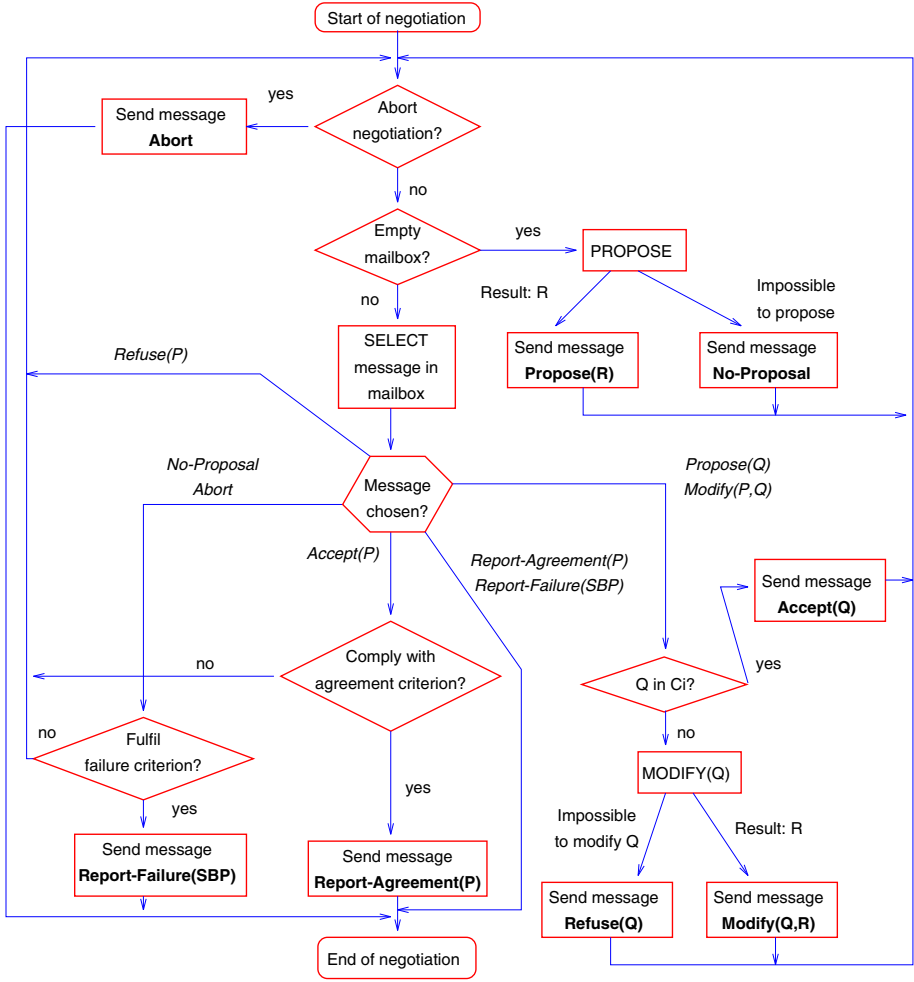 Start of negotiation
yes
Abort
negotiation?
Send message
Abort
no
Empty
mailbox?
yes
PROPOSE
no
Result: R
Impossible
to propose
SELECT
message in
mailbox
Send message
Propose(R)
Send message
No-Proposal
Refuse(P)
No-Proposal
Abort
Message
chosen?
Propose(Q)
Modify(P,Q)
Accept(P)
Report-Agreement(P)
Report-Failure(SBP)
Send message
Accept(Q)
no
Comply with
agreement criterion?
Q in Ci?
yes
no
Fulfil
failure criterion?
no
MODIFY(Q)
yes
yes
Impossible
to modify Q
Result: R
Send message
Report-Failure(SBP)
Send message
Report-Agreement(P)
Send message
Refuse(Q)
Send message
Modify(Q,R)
End of negotiation